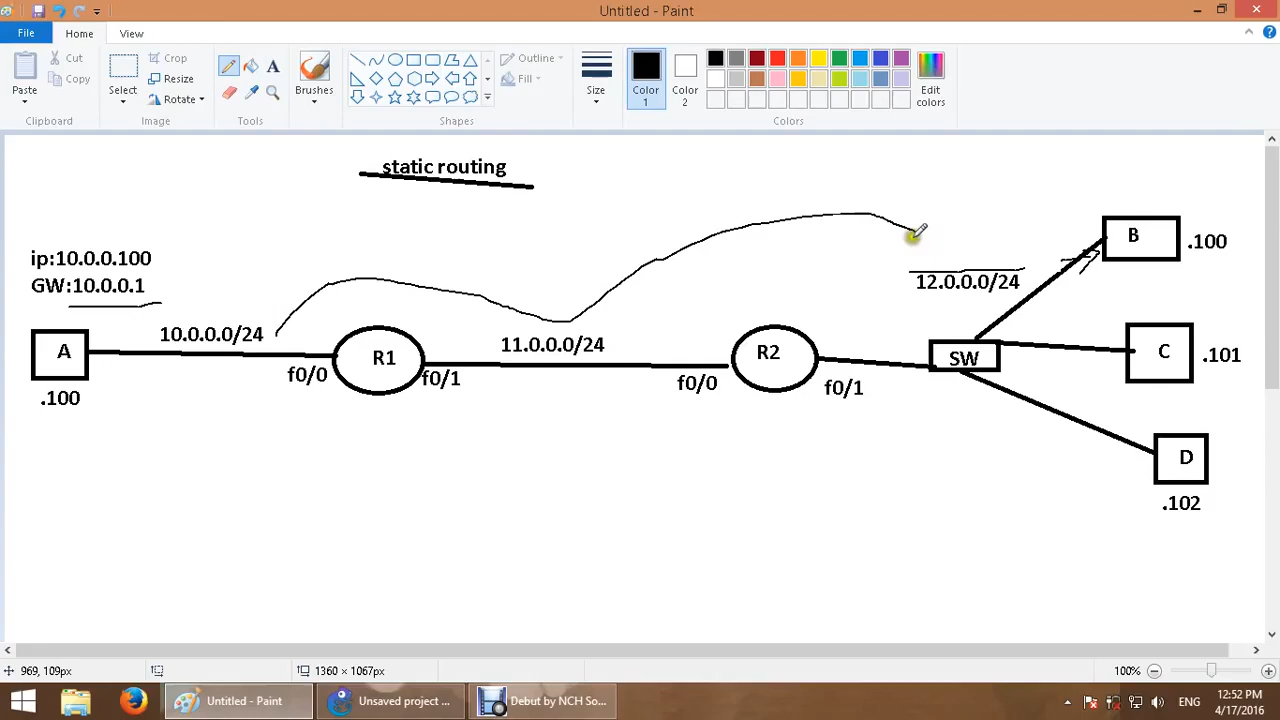 Untitled - Paint
File
Home
View
Paste
Cut
Copy
Clipboard
Select
Crop
Resize
Rotate
Image
A
Tools
Brushes
Outline
Fill
Shapes
Size
Color
1
Color
2
Edit
colors
Colors
static routing
ip:10.0.0.100
GW:10.0.0.1
A
.100
10.0.0.0/24
f0/0
R1
f0/1
11.0.0.0/24
f0/0
R2
f0/1
12.0.0.0/24
SW
B
.100
C
.101
D
.102
969, 109px
1360 × 1067px
100%
Untitled - Paint
Unsaved project ...
Debut by NCH So...
ENG
12:52 PM
4/17/2016